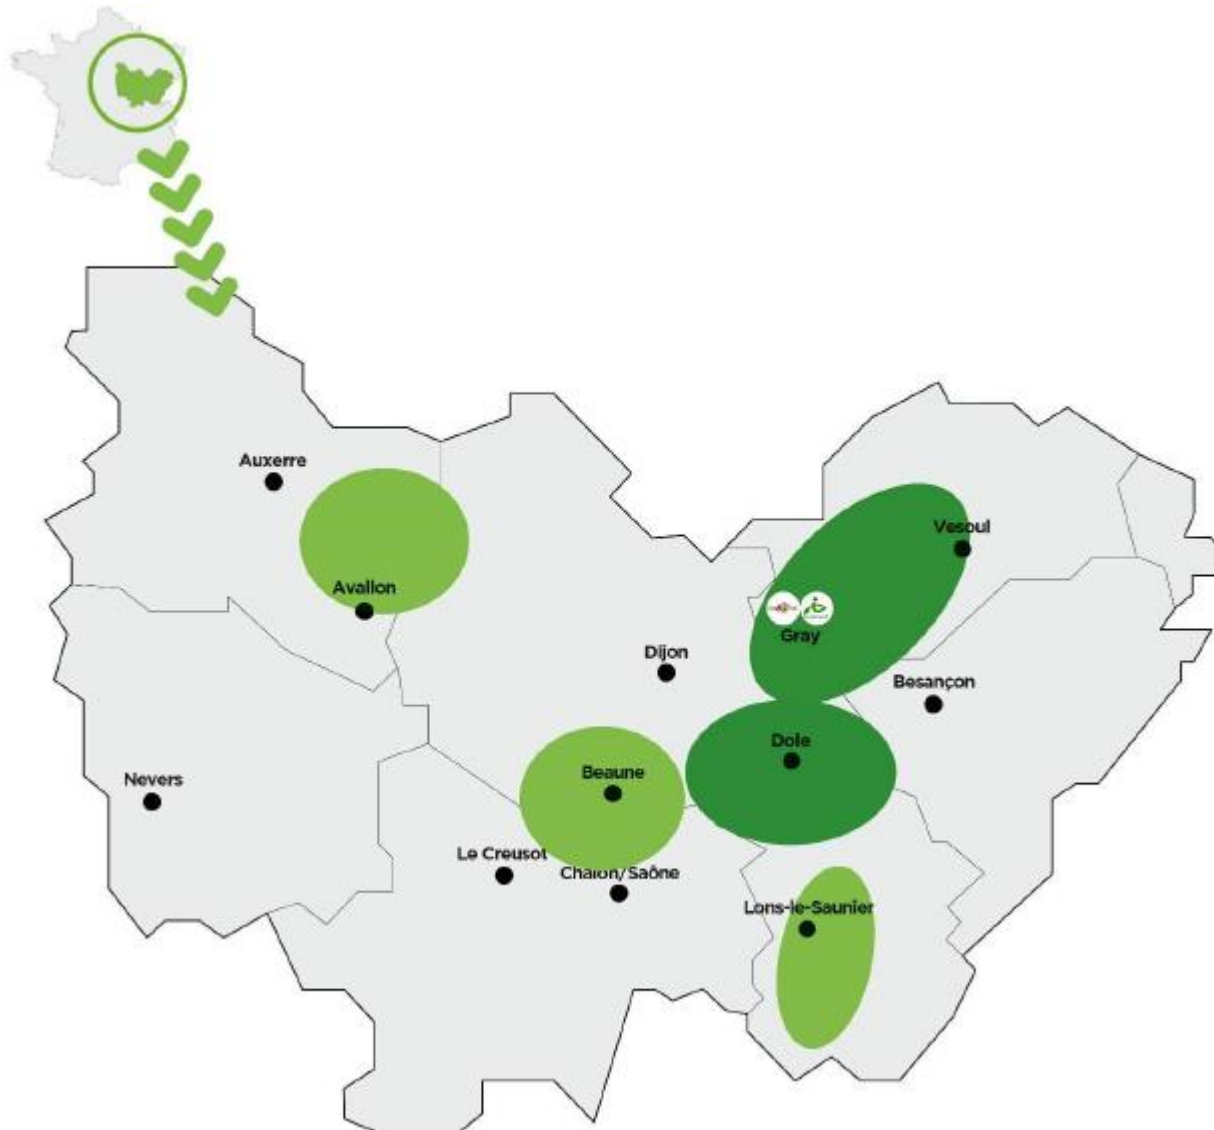 Auxerre
Vesoul
Avallon
Gray
Dijon
Besançon
Dole
Beaune
Nevers
Le Creusot
Chalon/Saône
Lons-le-Saunier